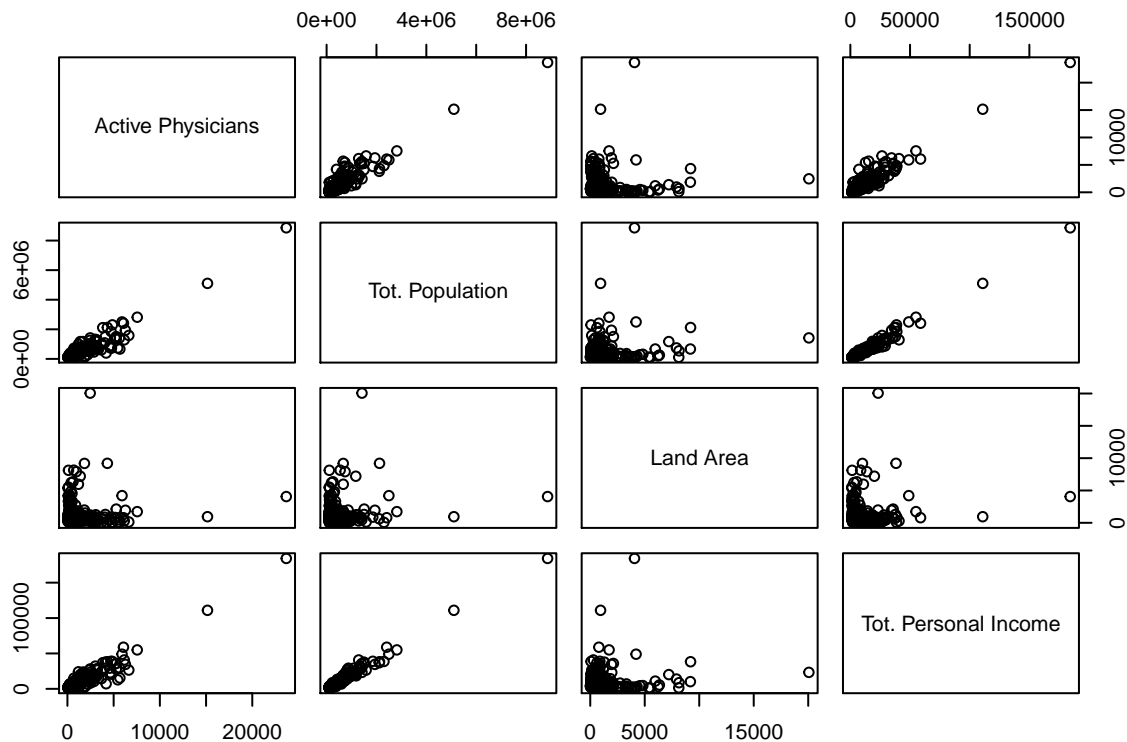 0e+00 4e+06 8e+06
0 50000 150000
Active Physicians
0 10000
0e+00 6e+06
Tot. Population
Land Area
0 10000
0 100000
Tot. Personal Income
0 10000 20000
0 5000 15000